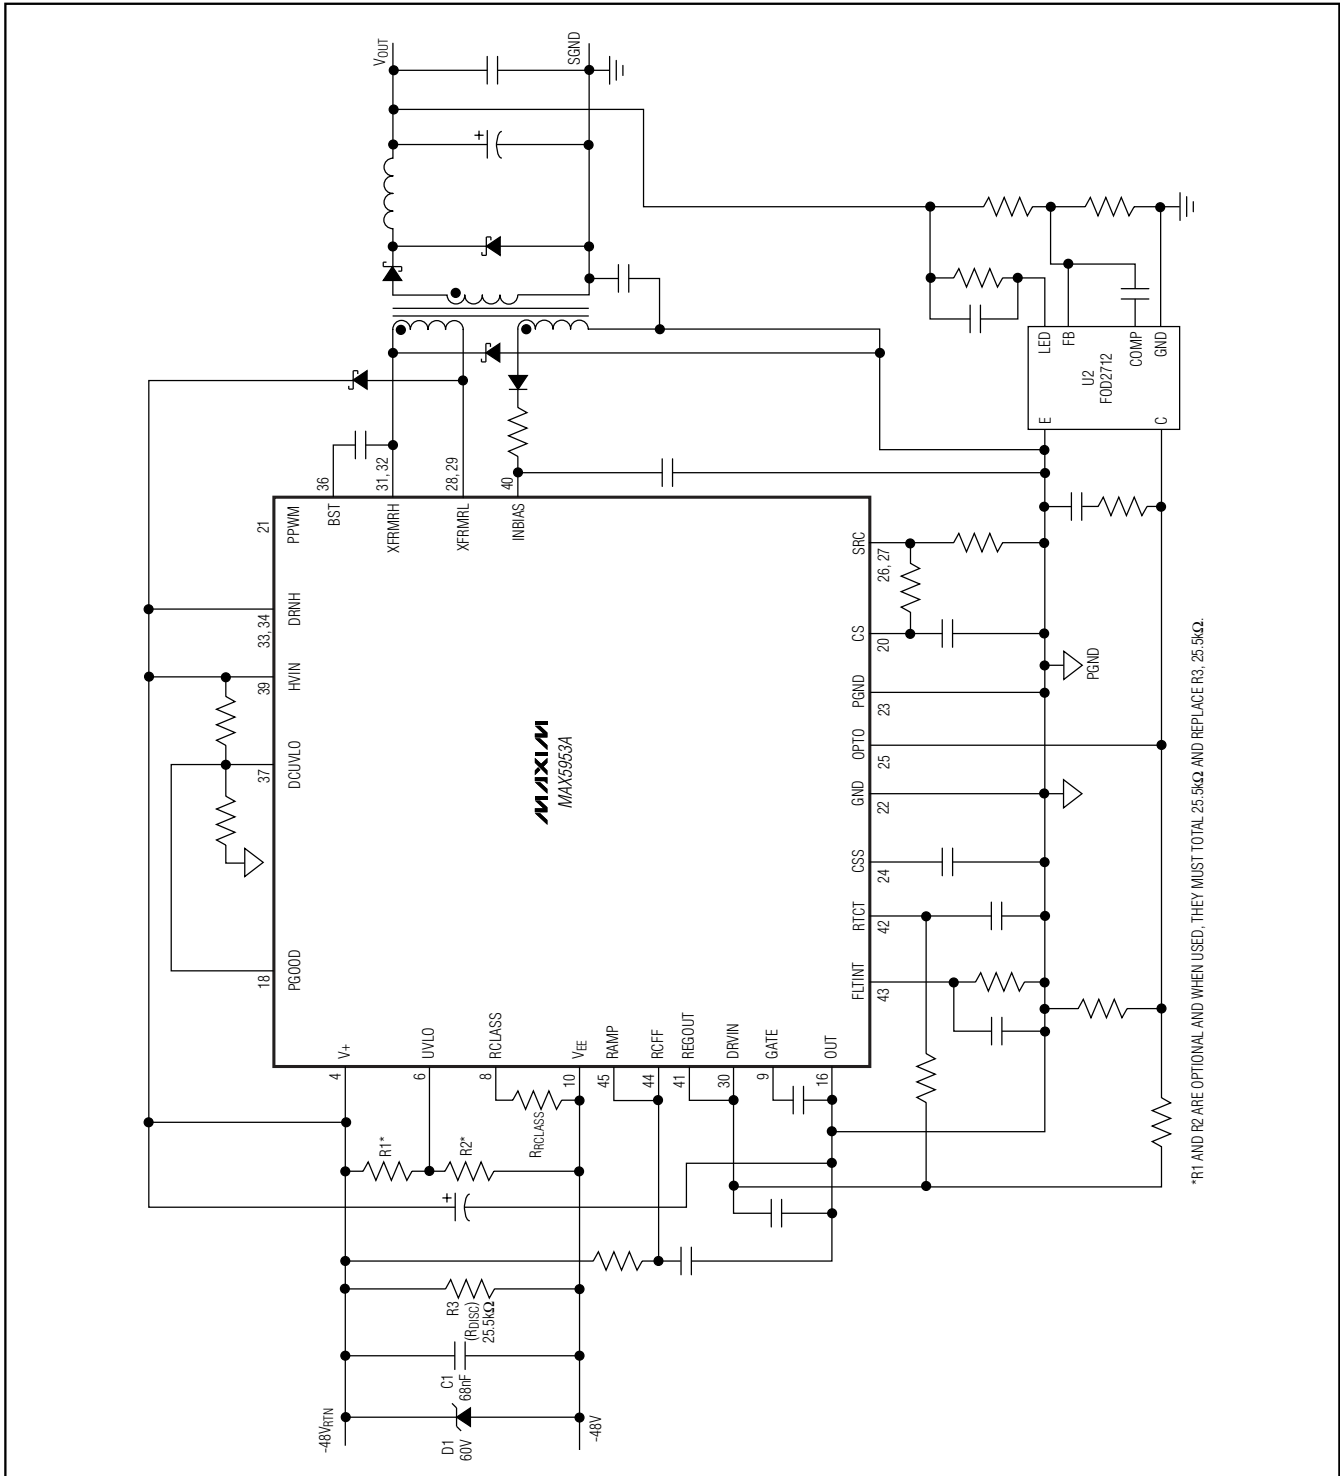 -48VRTN
D1
60V
C1
68nF
R3
(RDISC)
25.5kΩ
-48V
R1*
R2*
RRCLASS
4
6
8
10
45
44
41
30
9
16
V+
UVLO
RCLASS
VEE
RAMP
RCFF
REGOUT
DRVIN
GATE
OUT
18
PGOOD
37
DCUVLO
39
HVIN
33, 34
DRNH
21
PPWM
MAXIM
MAX5953A
FLTINT
43
RTCT
42
CSS
24
GND
22
OPTO
25
PGND
23
CS
20
SRC
26, 27
PGND
36
31, 32
28, 29
40
BST
XFRMRH
XFRMRL
INBIAS
VOUT
SGND
LED
FB
COMP
GND
U2
FOD2712
E
C
*R1 AND R2 ARE OPTIONAL AND WHEN USED, THEY MUST TOTAL 25.5kΩ AND REPLACE R3, 25.5kΩ.